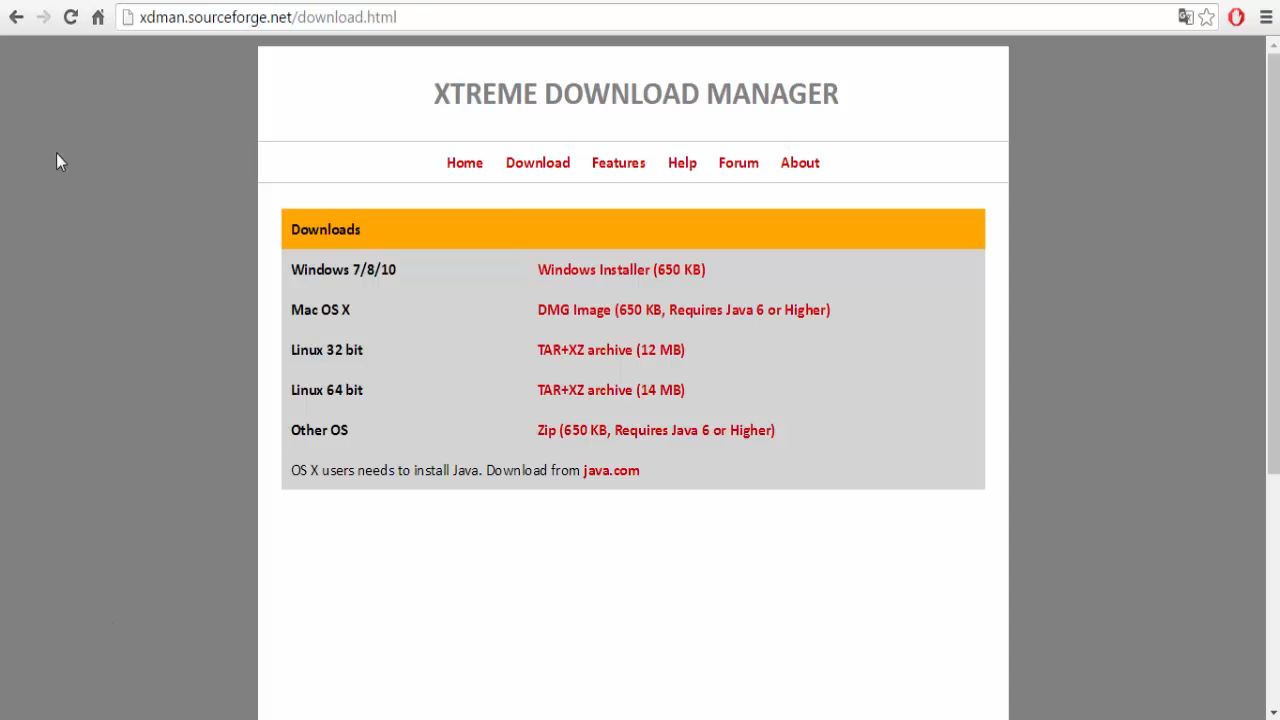 xdman.sourceforge.net/download.html
XTREME DOWNLOAD MANAGER
Home Download Features Help Forum About
Downloads
Windows 7/8/10 Windows Installer (650 KB)
Mac OS X DMG Image (650 KB, Requires Java 6 or Higher)
Linux 32 bit TAR+XZ archive (12 MB)
Linux 64 bit TAR+XZ archive (14 MB)
Other OS Zip (650 KB, Requires Java 6 or Higher)
OS X users needs to install Java. Download from java.com